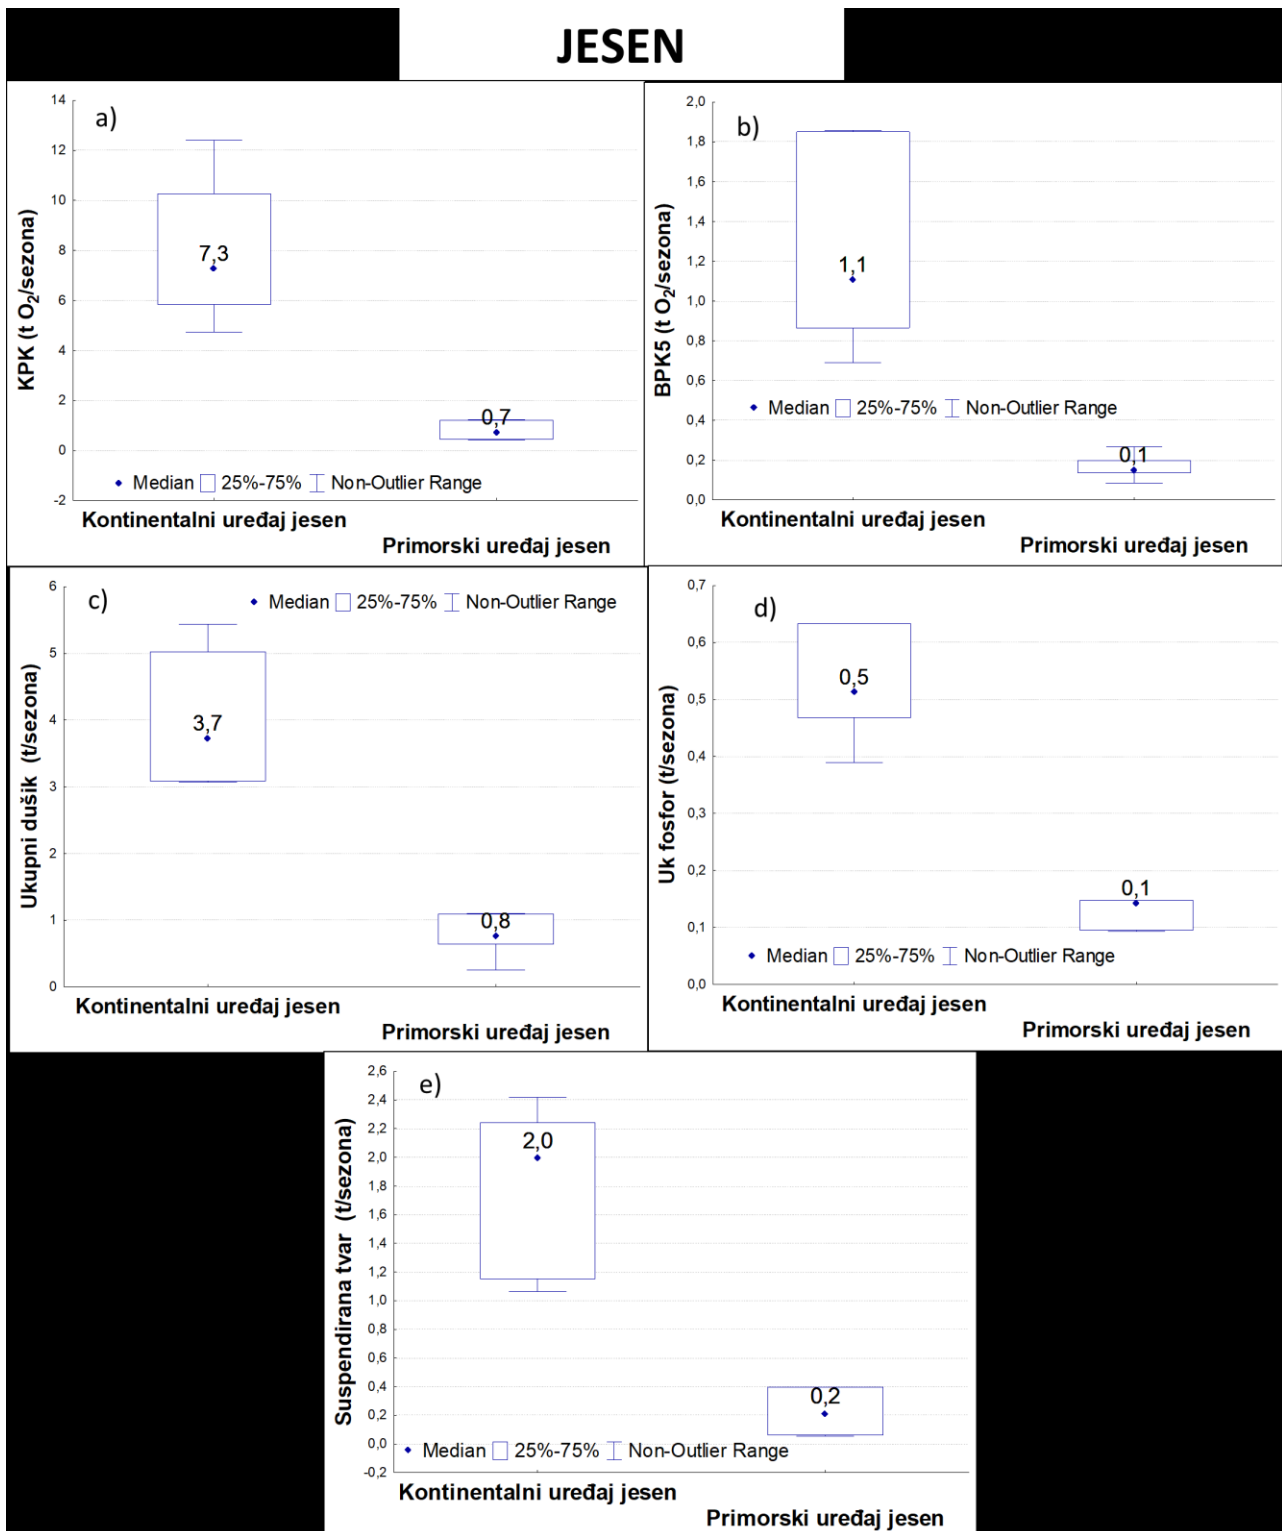 JESEN
a)
KPK (t O₂/sezona)
14
12
10
8
6
4
2
0
-2
7,3
0,7
Median 25%-75% Non-Outlier Range
Kontinentalni uređaj jesen
Primorski uređaj jesen
b)
BPK5 (t O₂/sezona)
2,0
1,8
1,6
1,4
1,2
1,0
0,8
0,6
0,4
0,2
0,0
1,1
0,1
Median 25%-75% Non-Outlier Range
Kontinentalni uređaj jesen
Primorski uređaj jesen
c)
Ukupni dušik (t/sezona)
6
5
4
3
2
1
0
Median 25%-75% Non-Outlier Range
3,7
0,8
Kontinentalni uređaj jesen
Primorski uređaj jesen
d)
Uk fosfor (t/sezona)
0,7
0,6
0,5
0,4
0,3
0,2
0,1
0,0
0,5
0,1
Median 25%-75% Non-Outlier Range
Kontinentalni uređaj jesen
Primorski uređaj jesen
e)
Suspendirana tvar (t/sezona)
2,6
2,4
2,2
2,0
1,8
1,6
1,4
1,2
1,0
0,8
0,6
0,4
0,2
0,0
-0,2
2,0
0,2
Median 25%-75% Non-Outlier Range
Kontinentalni uređaj jesen
Primorski uređaj jesen